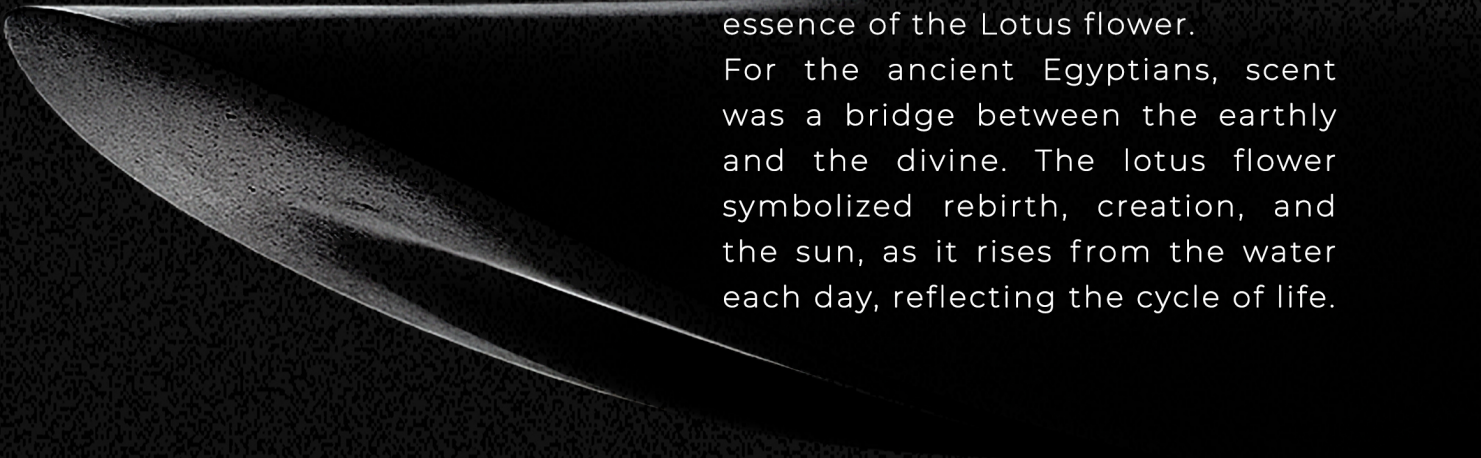 essence of the Lotus flower.
For the ancient Egyptians, scent
was a bridge between the earthly
and the divine. The lotus flower
symbolized rebirth, creation, and
the sun, as it rises from the water
each day, reflecting the cycle of life.